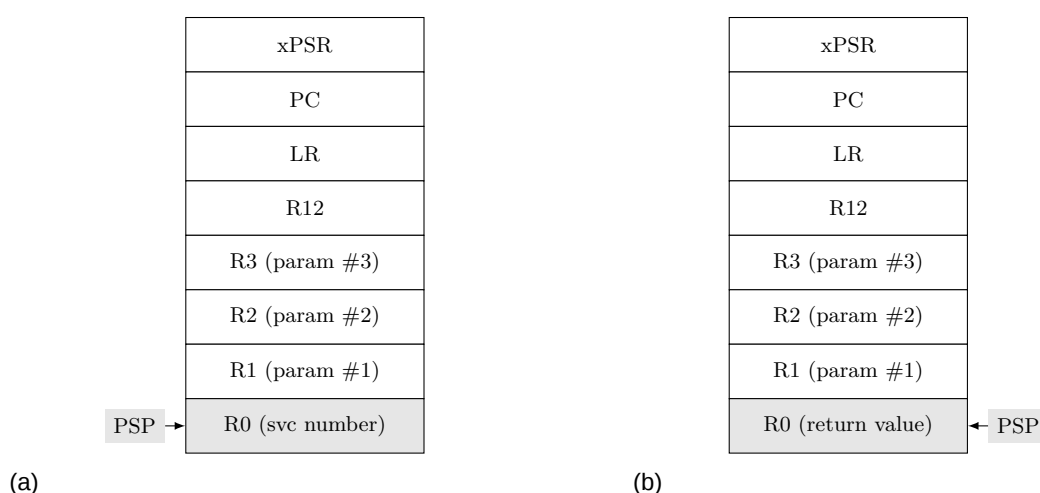 xPSR
PC
LR
R12
R3 (param #3)
R2 (param #2)
R1 (param #1)
PSP R0 (svc number)
(a)
xPSR
PC
LR
R12
R3 (param #3)
R2 (param #2)
R1 (param #1)
R0 (return value) PSP
(b)